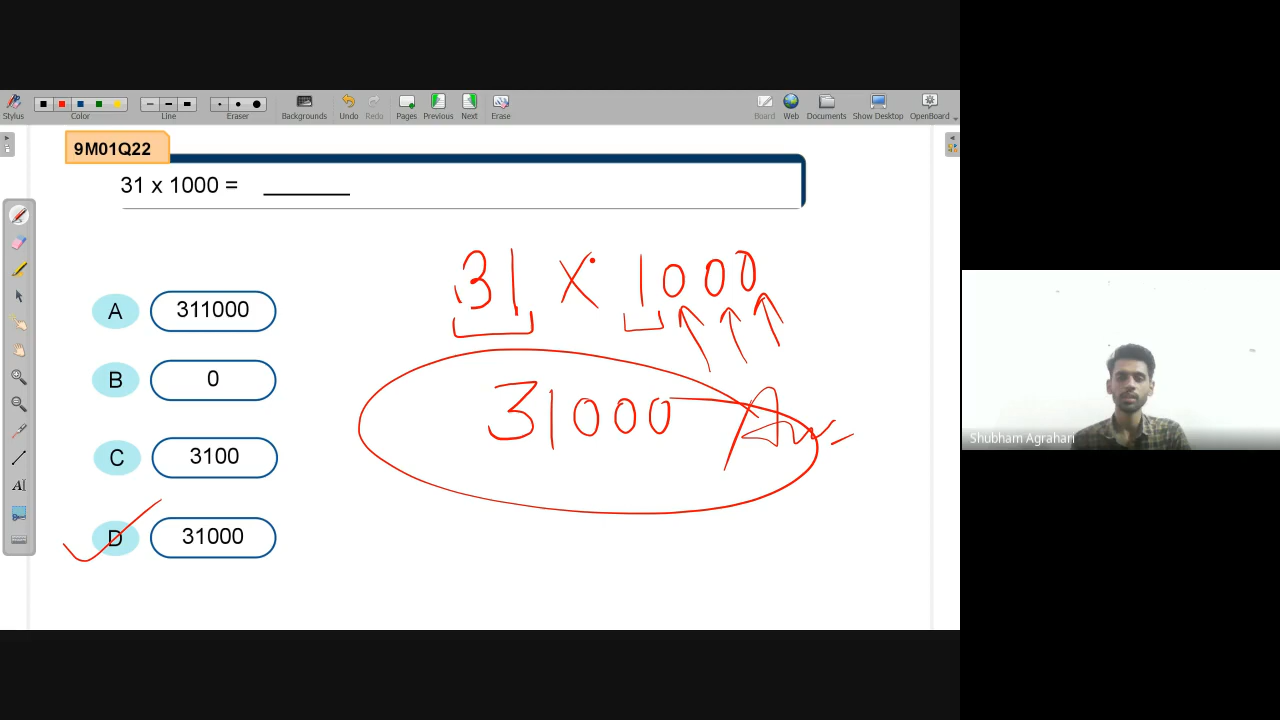 Stylus
Color
Line
Eraser
Backgrounds
Undo
Redo
Pages
Previous
Next
Erase
Board
Web
Documents
Show Desktop
OpenBoard
9M01Q22
31 x 1000 = ________
31 x 1000
A 311000
B 0
C 3100
D 31000
31000 Ans
Shubham Agrahari